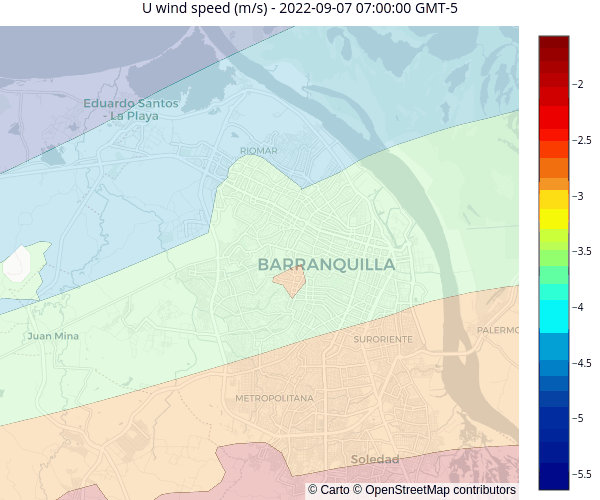 U wind speed (m/s) - 2022-09-07 07:00:00 GMT-5
−2
Eduardo Santos
- La Playa
−2.5
RIOMAR
−3
−3.5
BARRANQUILLA
−4
Juan Mina
SURORIENTE
PALERMO
−4.5
METROPOLITANA
−5
Soledad
−5.5
© Carto © OpenStreetMap contributors